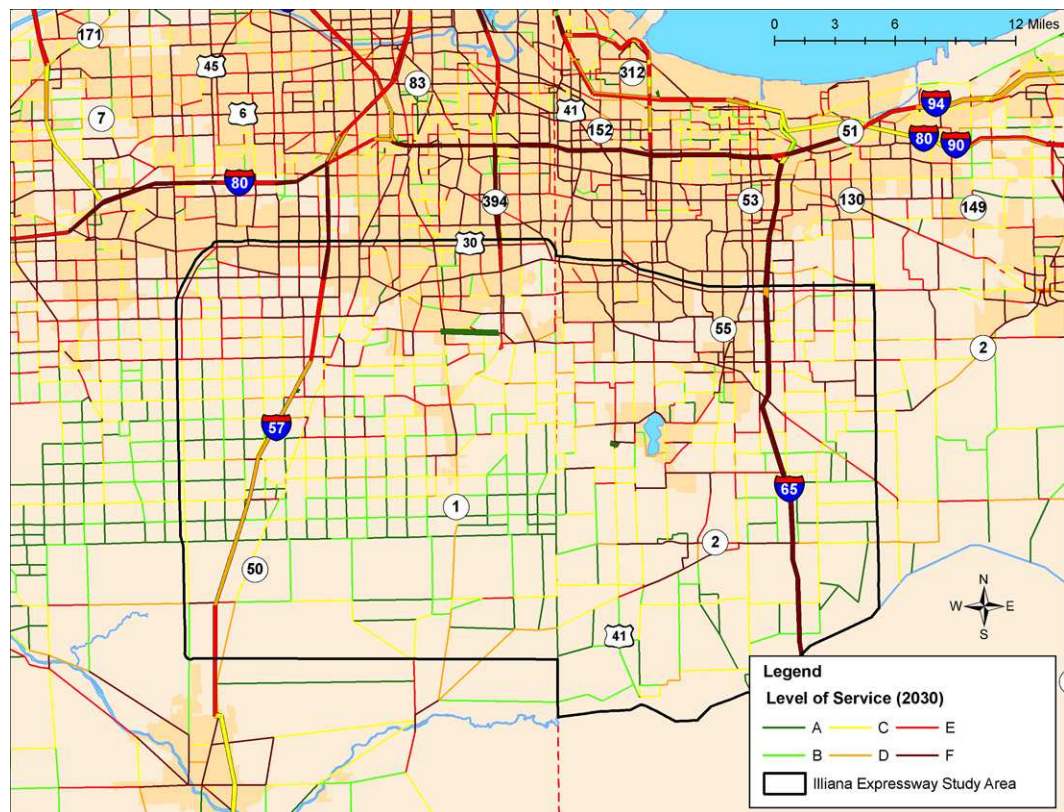 0 3 6 12 Miles
171
45
83
312
94
7
6
41
152
51
80
90
80
394
53
130
149
30
55
2
57
1
65
50
2
41
N
W E
S
Legend
Level of Service (2030)
A C E
B D F
Illiana Expressway Study Area